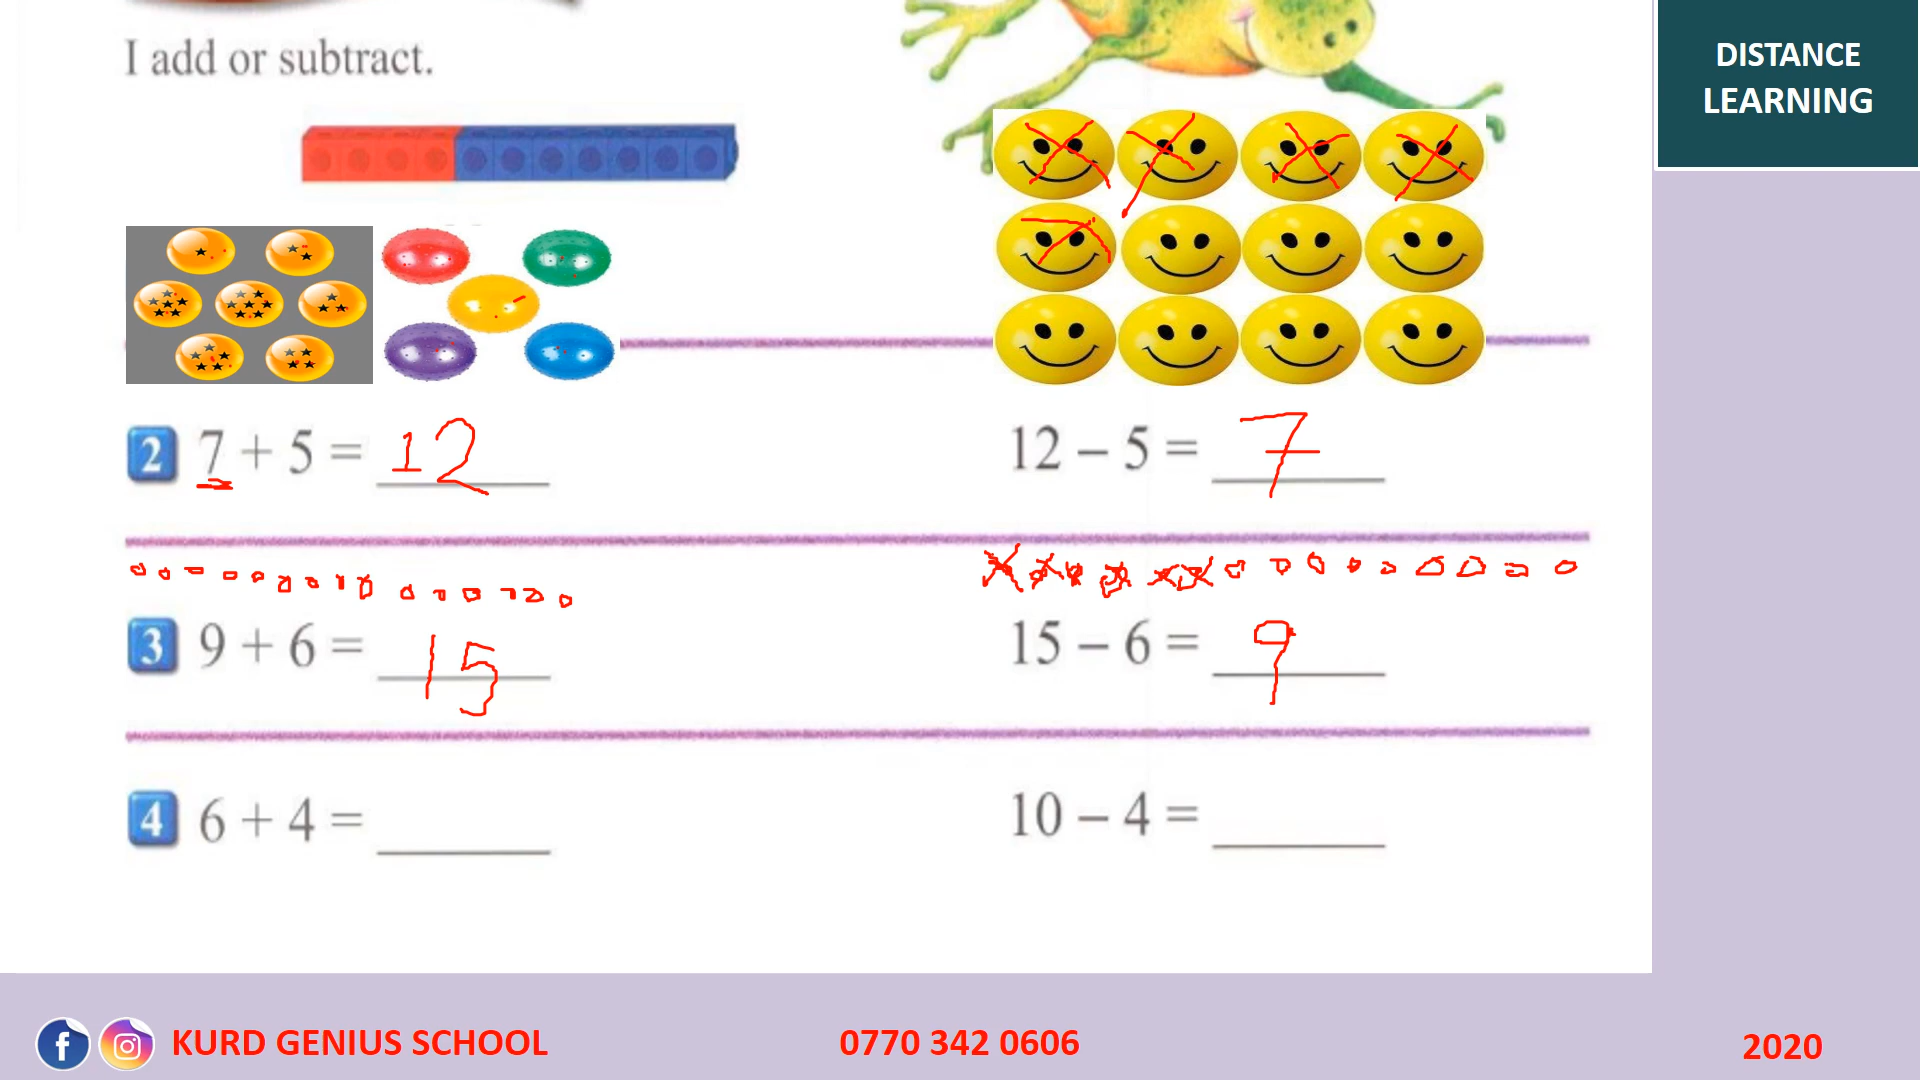 DISTANCE
LEARNING
I add or subtract.
2 7 + 5 = 12
12 – 5 = 7
3 9 + 6 = 15
15 – 6 = 9
4 6 + 4 =
10 – 4 =
KURD GENIUS SCHOOL
0770 342 0606
2020